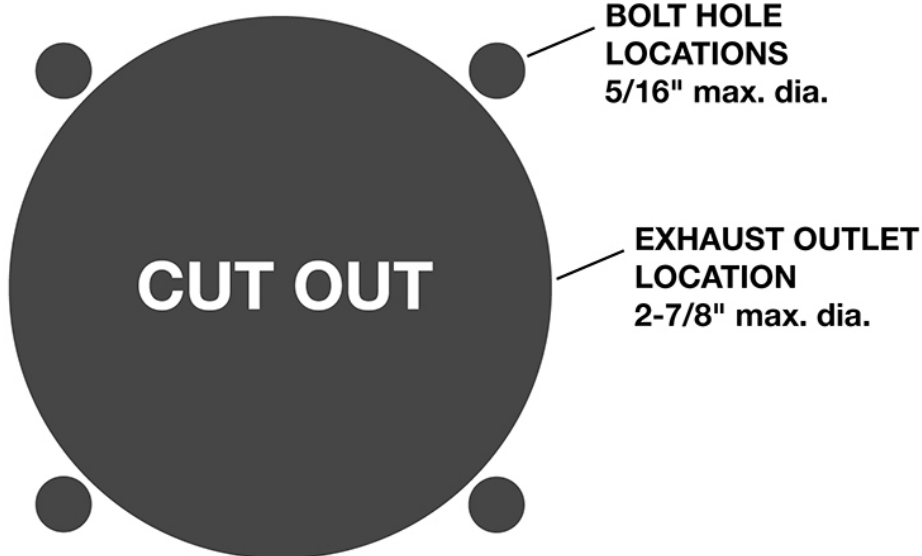 BOLT HOLE
LOCATIONS
5/16" max. dia.
EXHAUST OUTLET
LOCATION
2-7/8" max. dia.
CUT OUT